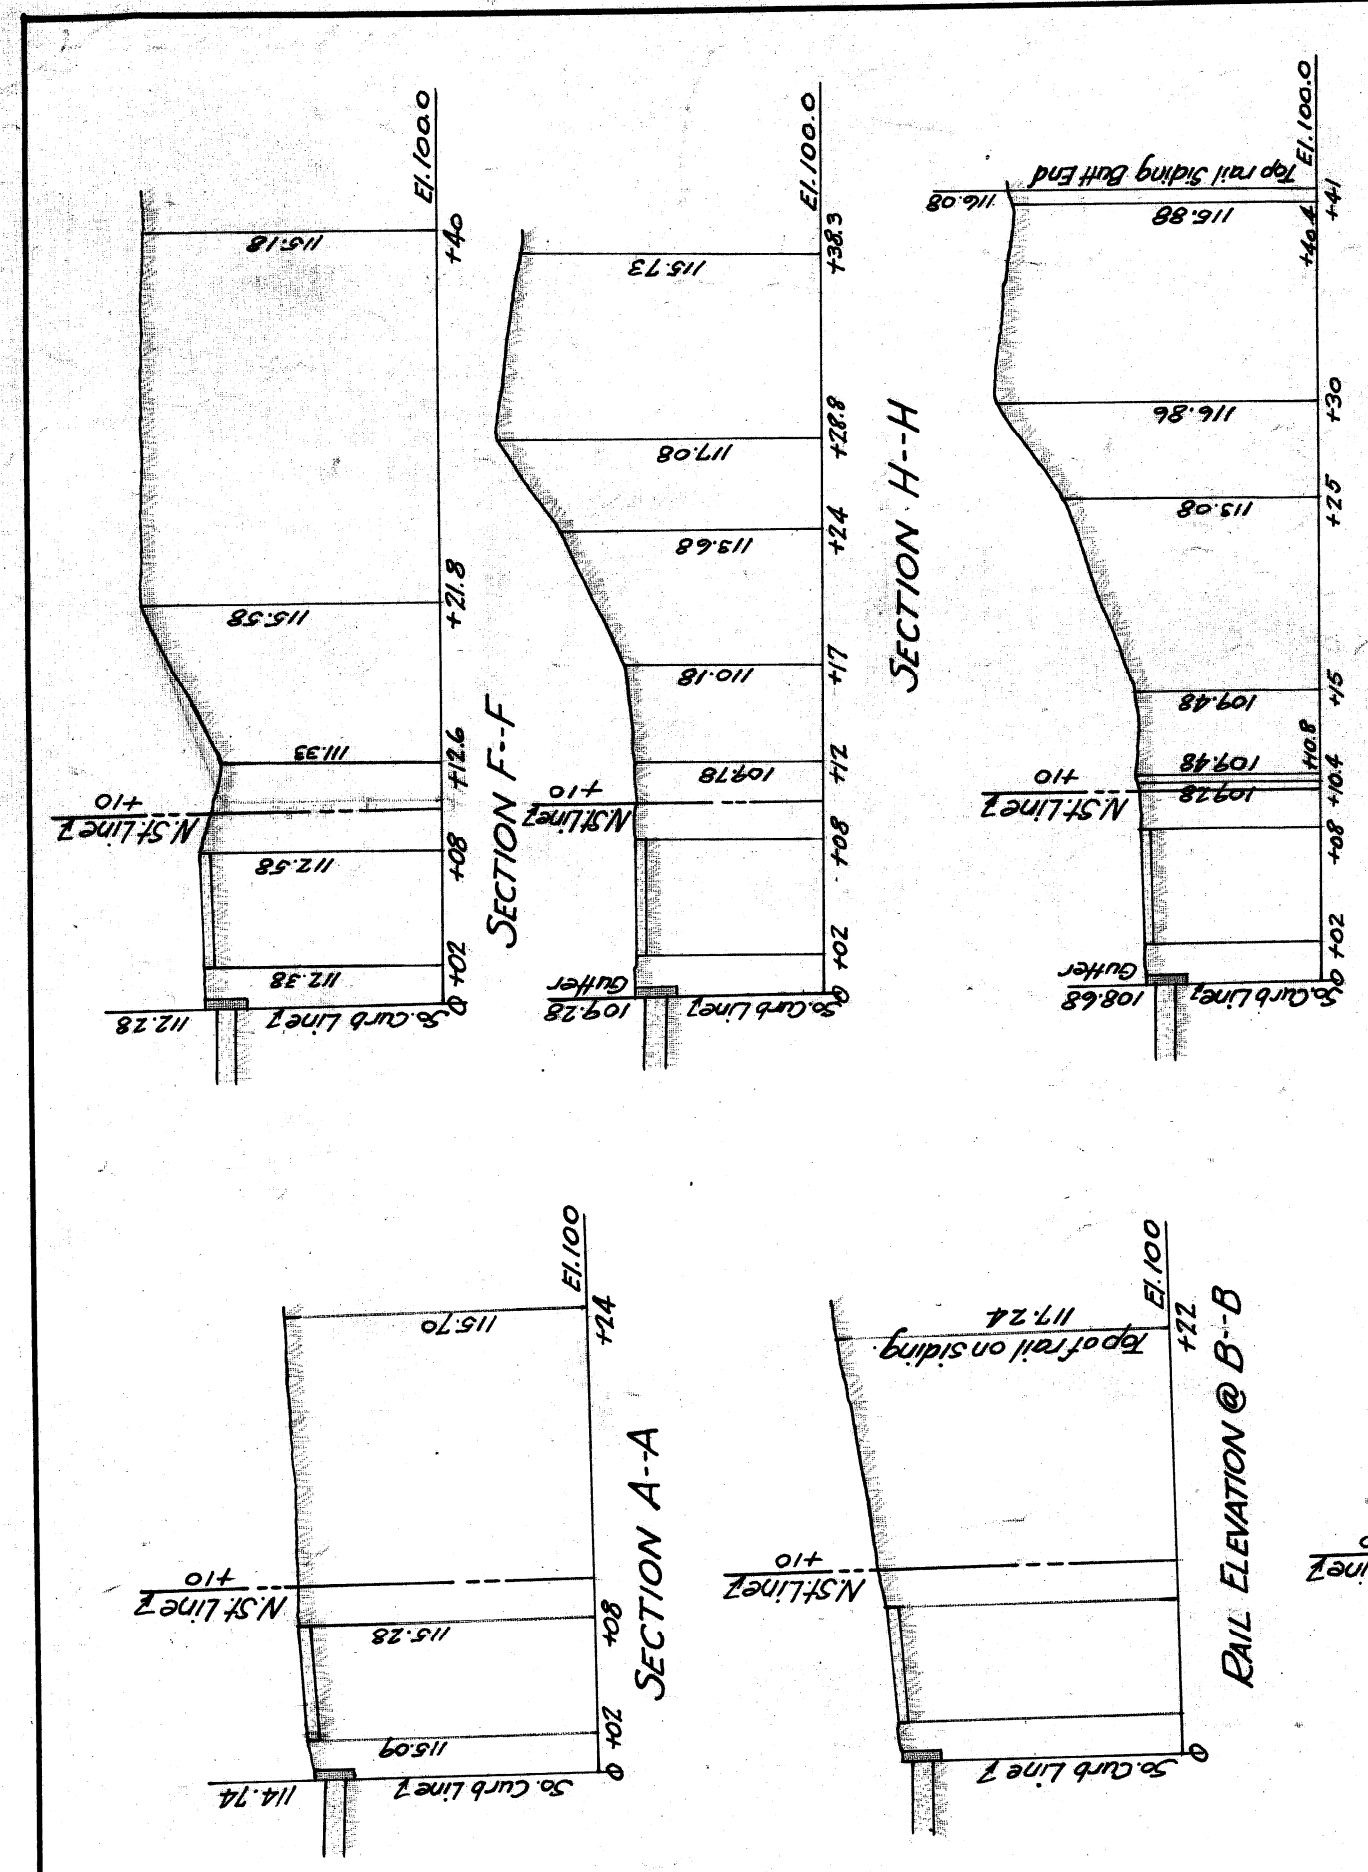 El.100.0
115.18
+40
115.58
+21.8
111.33
+12.6
+10
N.St.Line
112.58
+08
112.38
+02
112.28
So. Curb Line
0
SECTION F--F
El.100.0
115.73
+38.3
117.08
+28.8
113.68
+24
110.18
+17
109.78
+12
+10
N.St.Line
+08
+02
Gutter
109.28
So. Curb Line
0
SECTION H--H
El.100.0
Top rail Siding Butt End
116.08
+41
115.88
+40.4
116.86
+30
113.08
+25
109.48
+15
109.48
+10.8
109.28
+10.4
+10
N.St.Line
+08
+02
Gutter
108.68
So. Curb Line
0
El.100
115.70
+24
+10
N.St.Line
115.28
+08
115.09
+02
114.74
So. Curb Line
0
SECTION A--A
El.100
117.24
Top of rail on siding.
+22
+10
N.St.Line
So. Curb Line
0
RAIL ELEVATION @ B--B